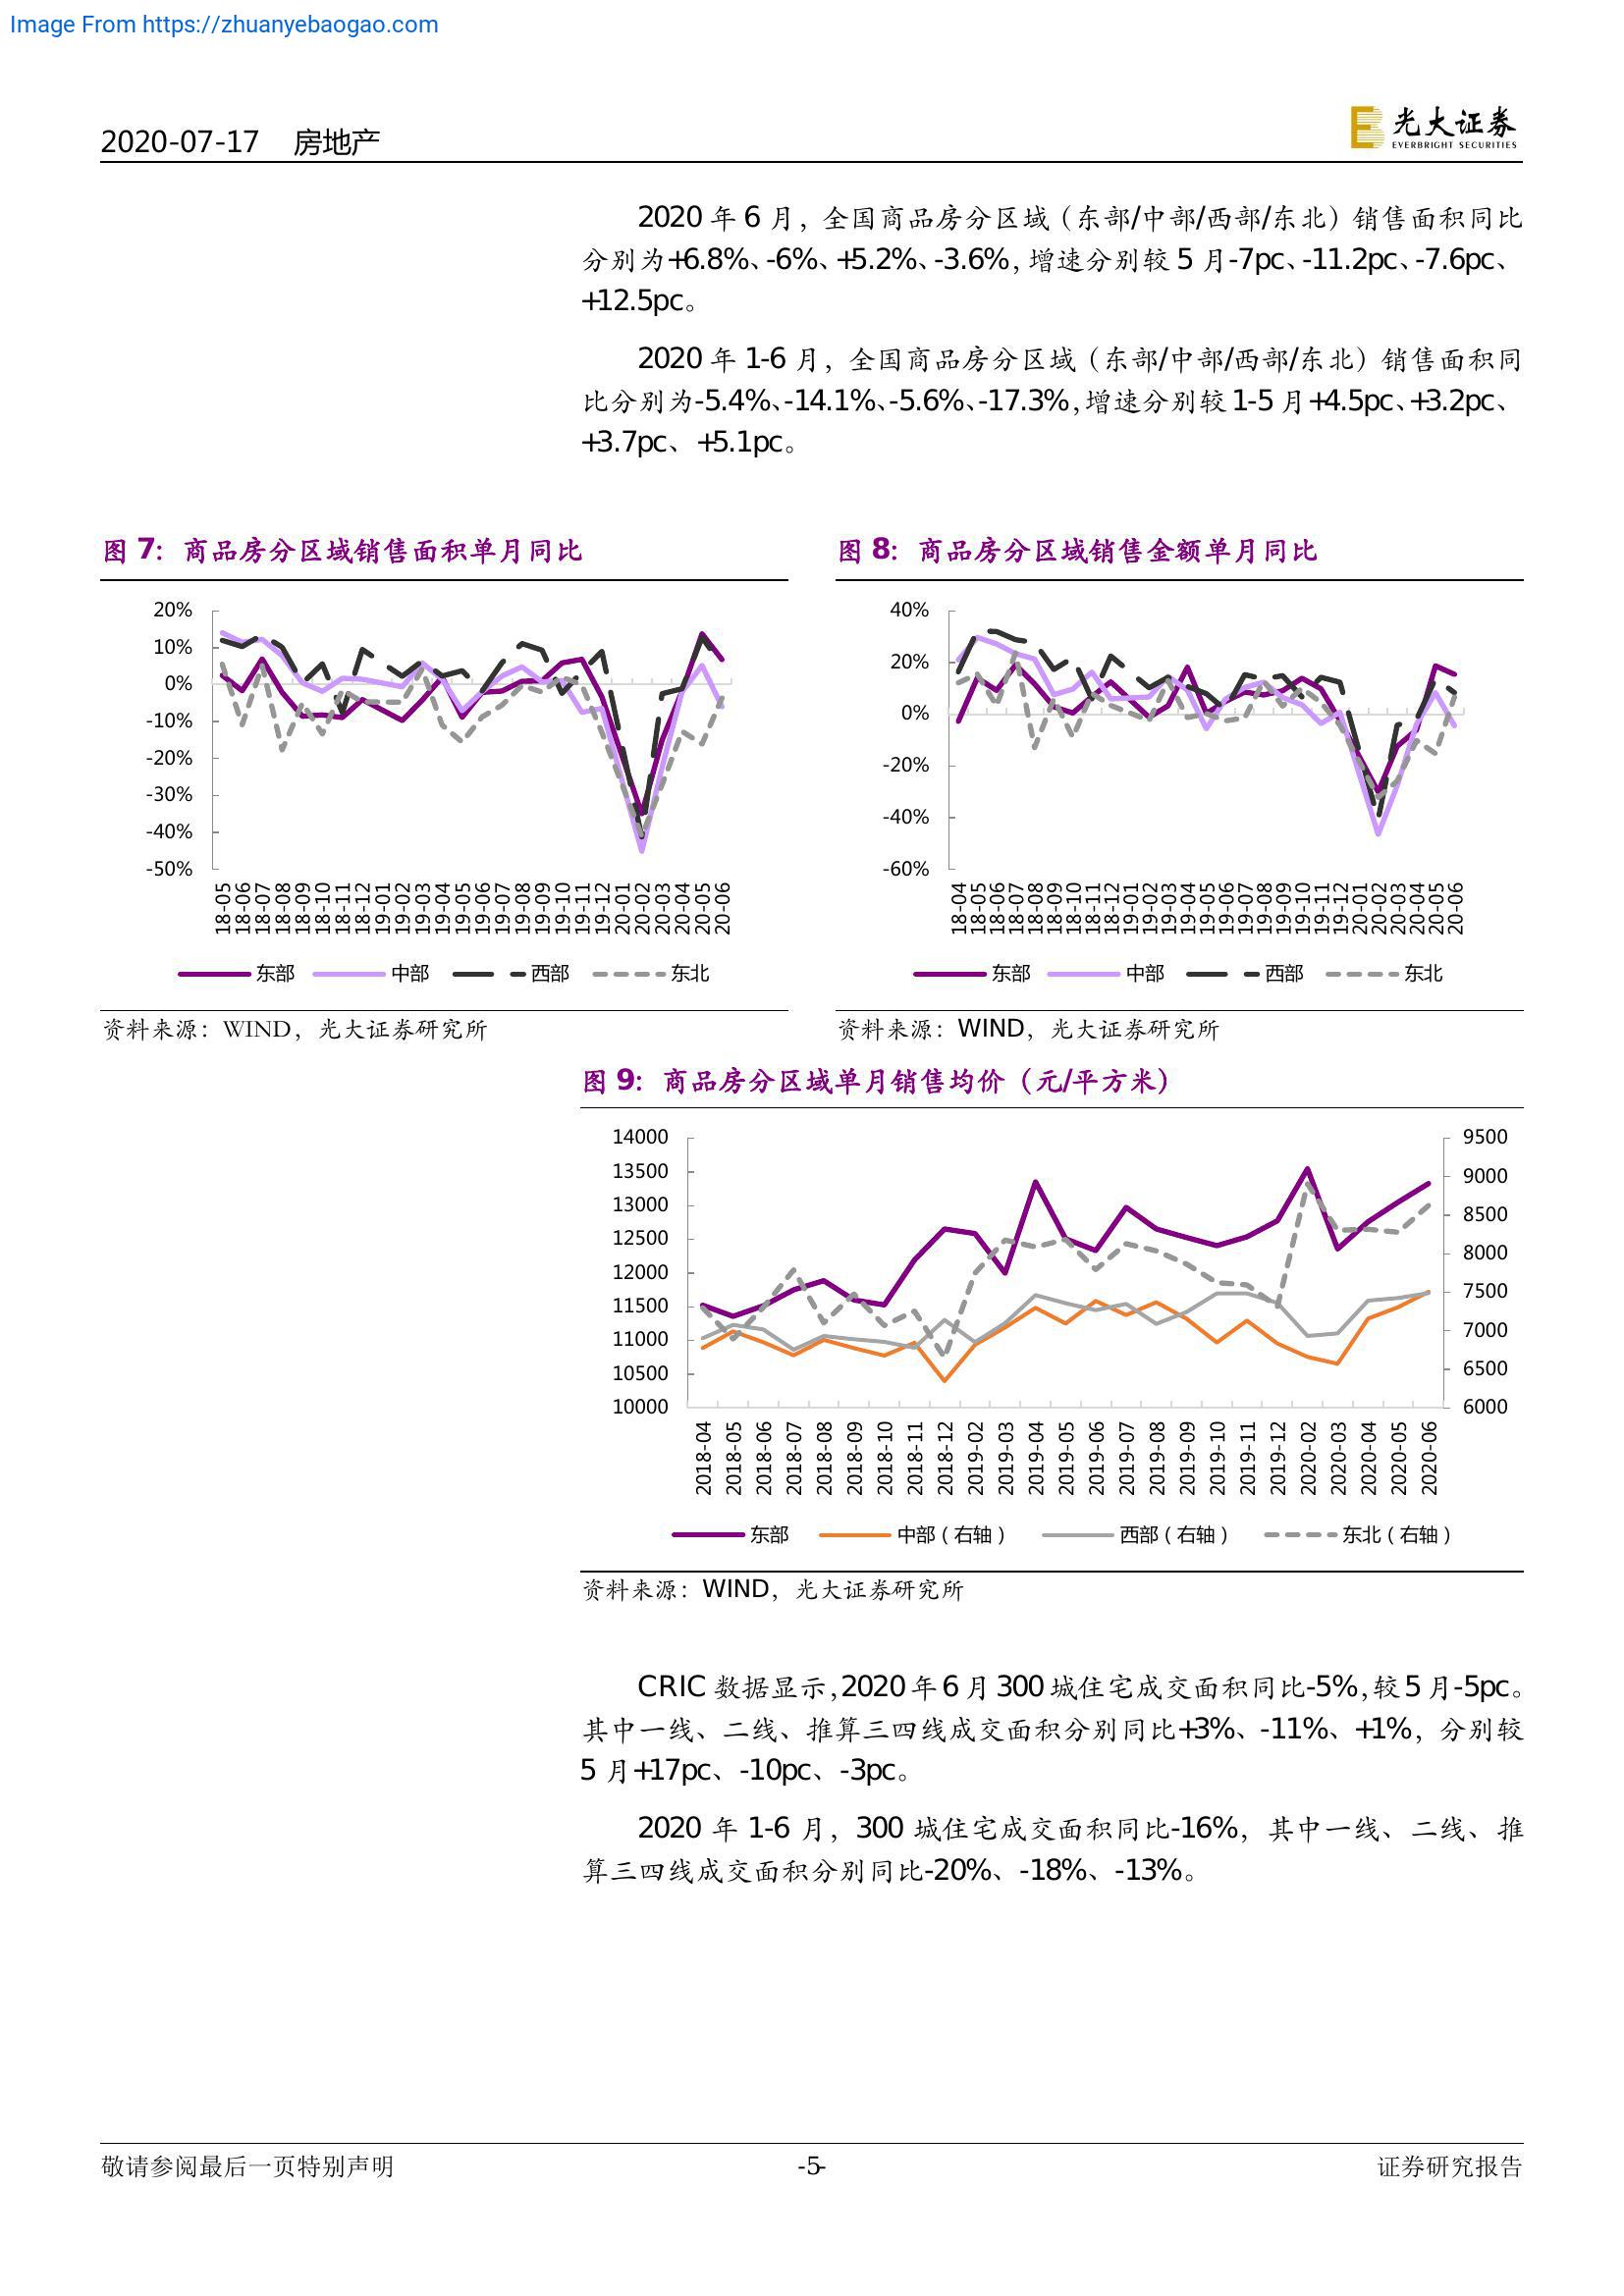 Image From https://zhuanyebaogao.com
2020-07-17 房地产
光大证券
EVERBRIGHT SECURITIES
2020 年 6 月，全国商品房分区域（东部/中部/西部/东北）销售面积同比
分别为+6.8%、-6%、+5.2%、-3.6%，增速分别较 5 月-7pc、-11.2pc、-7.6pc、
+12.5pc。
2020 年 1-6 月，全国商品房分区域（东部/中部/西部/东北）销售面积同
比分别为-5.4%、-14.1%、-5.6%、-17.3%，增速分别较 1-5 月+4.5pc、+3.2pc、
+3.7pc、+5.1pc。
图 7：商品房分区域销售面积单月同比
20%
10%
0%
-10%
-20%
-30%
-40%
-50%
18-05 18-06 18-07 18-08 18-09 18-10 18-11 18-12 19-01 19-02 19-03 19-04 19-05 19-06 19-07 19-08 19-09 19-10 19-11 19-12 20-01 20-02 20-03 20-04 20-05 20-06
东部 中部 西部 东北
资料来源：WIND，光大证券研究所
图 8：商品房分区域销售金额单月同比
40%
20%
0%
-20%
-40%
-60%
18-04 18-05 18-06 18-07 18-08 18-09 18-10 18-11 18-12 19-01 19-02 19-03 19-04 19-05 19-06 19-07 19-08 19-09 19-10 19-11 19-12 20-01 20-02 20-03 20-04 20-05 20-06
东部 中部 西部 东北
资料来源：WIND，光大证券研究所
图 9：商品房分区域单月销售均价（元/平方米）
14000
13500
13000
12500
12000
11500
11000
10500
10000
9500
9000
8500
8000
7500
7000
6500
6000
2018-04 2018-05 2018-06 2018-07 2018-08 2018-09 2018-10 2018-11 2018-12 2019-02 2019-03 2019-04 2019-05 2019-06 2019-07 2019-08 2019-09 2019-10 2019-11 2019-12 2020-02 2020-03 2020-04 2020-05 2020-06
东部 中部（右轴） 西部（右轴） 东北（右轴）
资料来源：WIND，光大证券研究所
CRIC 数据显示，2020 年 6 月 300 城住宅成交面积同比-5%，较 5 月-5pc。
其中一线、二线、推算三四线成交面积分别同比+3%、-11%、+1%，分别较
5 月+17pc、-10pc、-3pc。
2020 年 1-6 月，300 城住宅成交面积同比-16%，其中一线、二线、推
算三四线成交面积分别同比-20%、-18%、-13%。
敬请参阅最后一页特别声明 -5- 证券研究报告